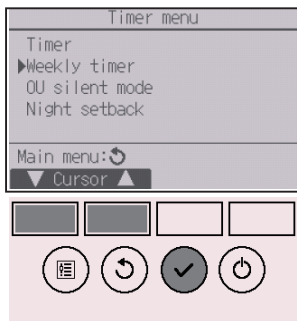 Timer menu
Timer
▶Weekly timer
OU silent mode
Night setback
Main menu:↺
▼ Cursor ▲